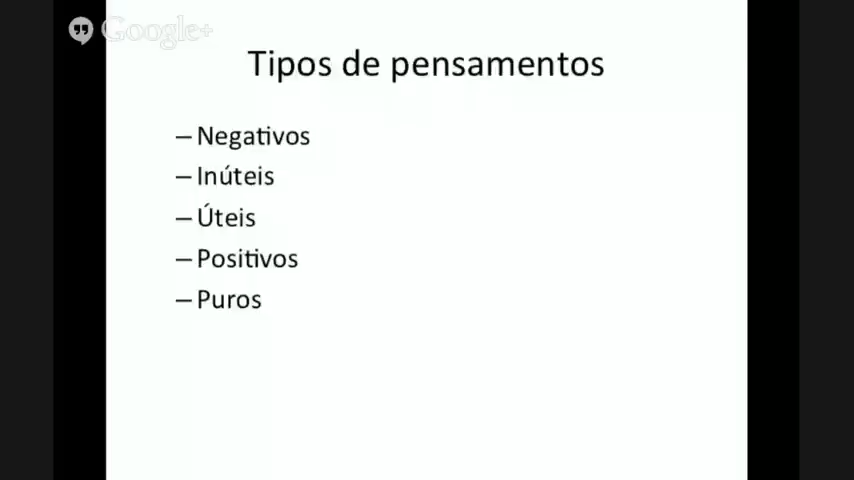 Google+
Tipos de pensamentos
– Negativos
– Inúteis
– Úteis
– Positivos
– Puros